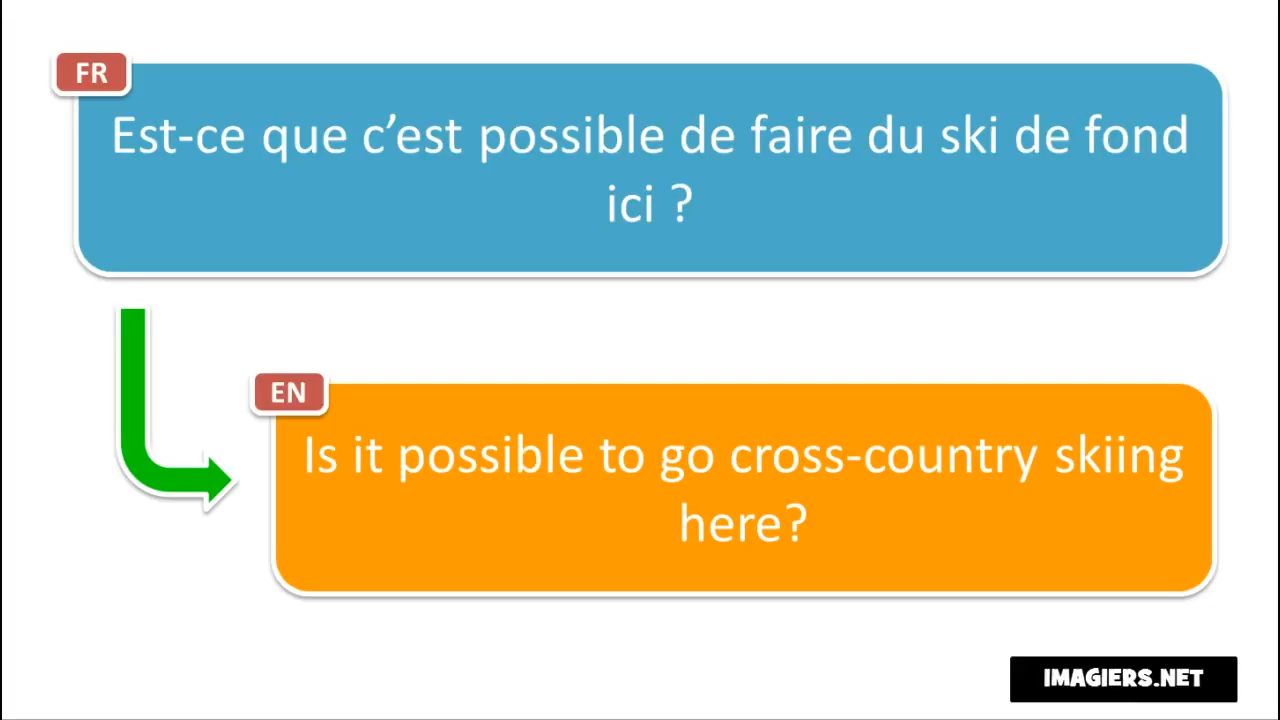 FR
Est-ce que c’est possible de faire du ski de fond
ici ?
EN
Is it possible to go cross-country skiing
here?
IMAGIERS.NET